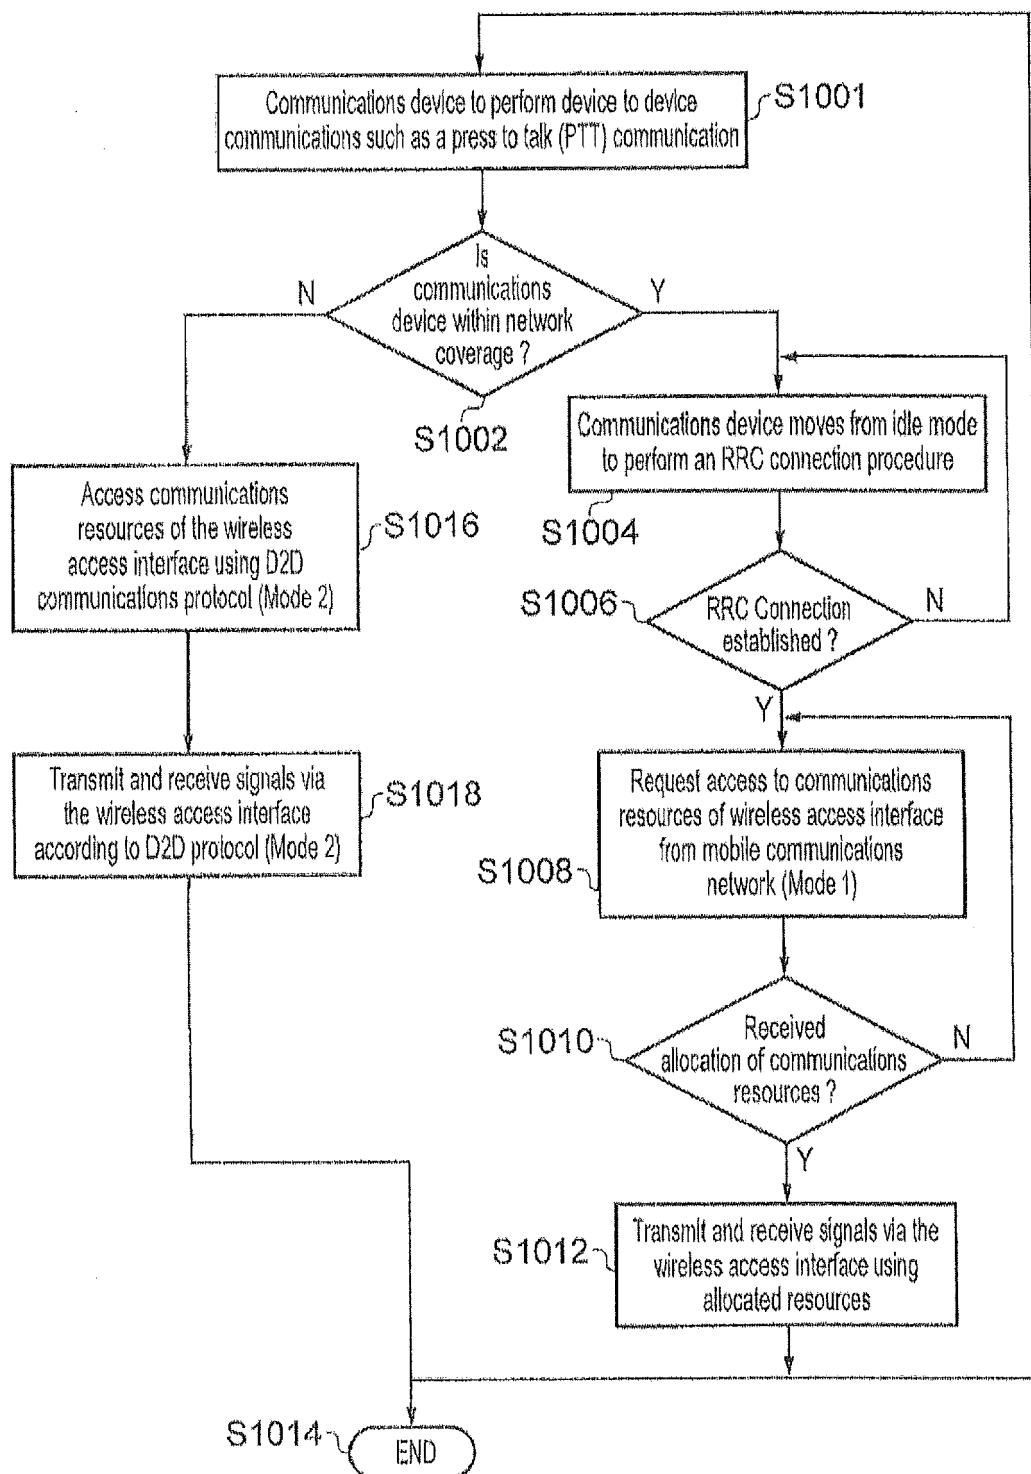 Communications device to perform device to device
communications such as a press to talk (PTT) communication
S1001
Is
communications
device within network
coverage ?
N
Y
S1002
Communications device moves from idle mode
to perform an RRC connection procedure
S1004
Access communications
resources of the wireless
access interface using D2D
communications protocol (Mode 2)
S1016
S1006
RRC Connection
established ?
N
Y
Transmit and receive signals via
the wireless access interface
according to D2D protocol (Mode 2)
S1018
Request access to communications
resources of wireless access interface
from mobile communications
network (Mode 1)
S1008
S1010
Received
allocation of communications
resources ?
N
Y
S1012
Transmit and receive signals via the
wireless access interface using
allocated resources
S1014
END